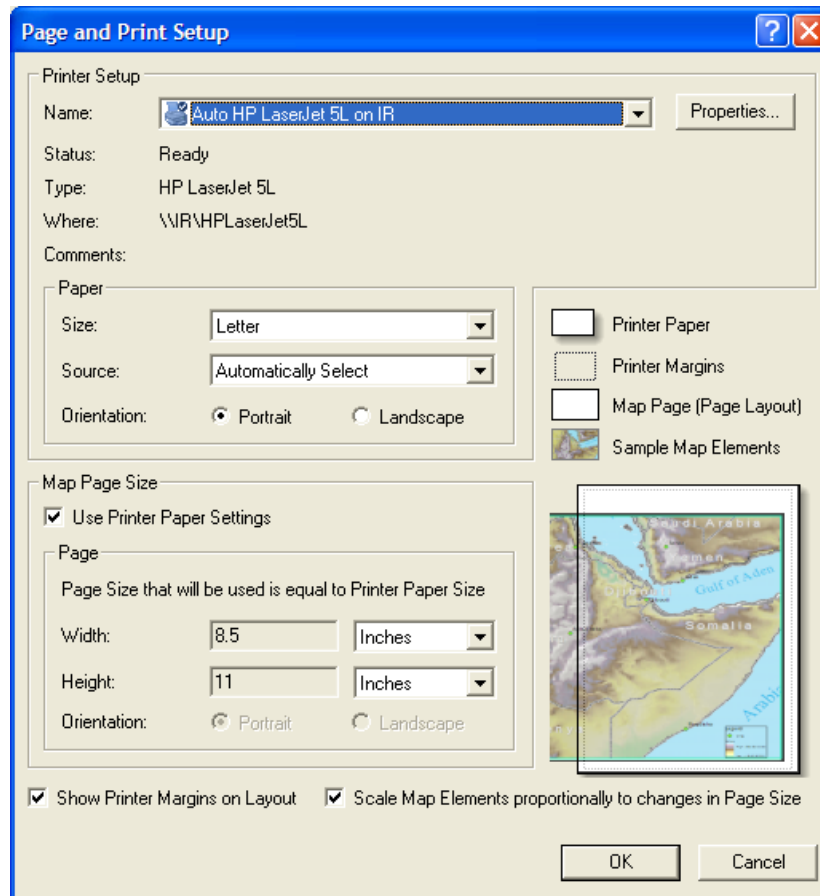 Page and Print Setup
Printer Setup
Name: Auto HP LaserJet 5L on IR Properties...
Status: Ready
Type: HP LaserJet 5L
Where: \\IR\HPLaserJet5L
Comments:
Paper
Size: Letter
Source: Automatically Select
Orientation: Portrait Landscape
Printer Paper
Printer Margins
Map Page (Page Layout)
Sample Map Elements
Map Page Size
Use Printer Paper Settings
Page
Page Size that will be used is equal to Printer Paper Size
Width: 8.5 Inches
Height: 11 Inches
Orientation: Portrait Landscape
Saudi Arabia
Yemen
Gulf of Aden
Djibouti
Somalia
Show Printer Margins on Layout Scale Map Elements proportionally to changes in Page Size
OK Cancel